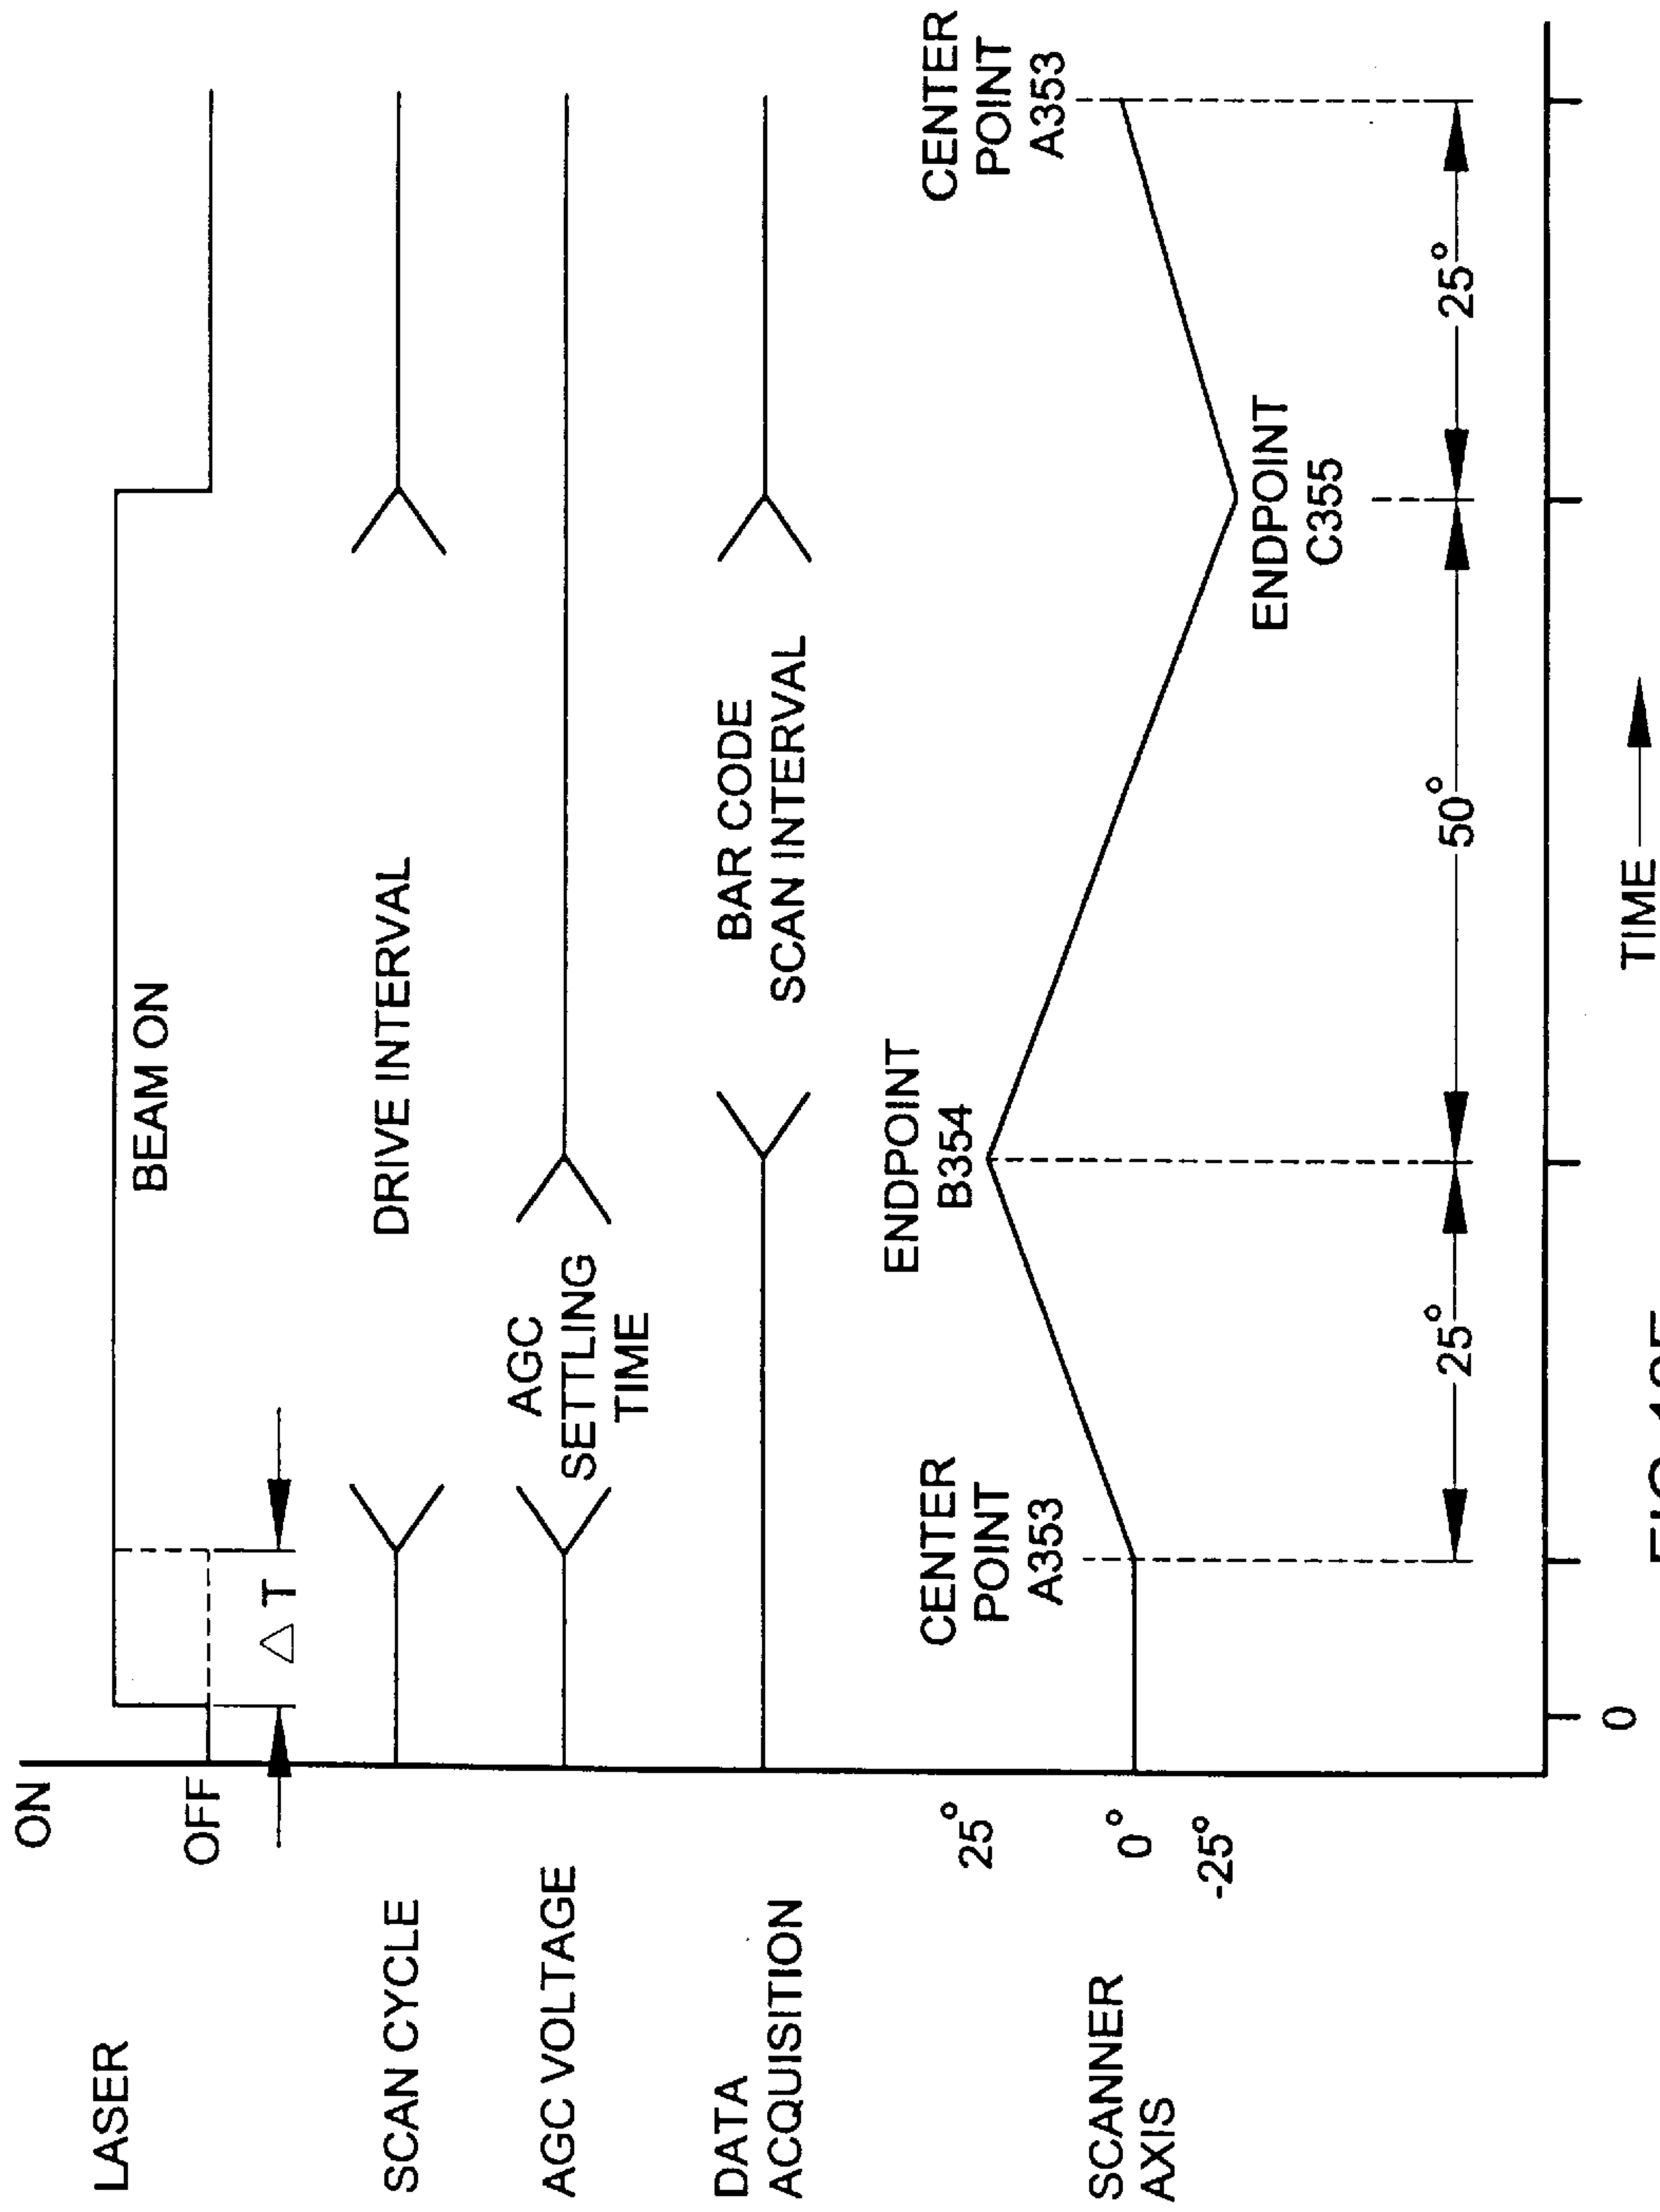 ON
LASER
OFF
BEAM ON
△ T
SCAN CYCLE
DRIVE INTERVAL
AGC VOLTAGE
AGC
SETTLING
TIME
DATA
ACQUISITION
BAR CODE
SCAN INTERVAL
SCANNER
AXIS
25°
0°
-25°
CENTER
POINT
A353
ENDPOINT
B354
ENDPOINT
C355
CENTER
POINT
A353
25°
50°
25°
0
TIME